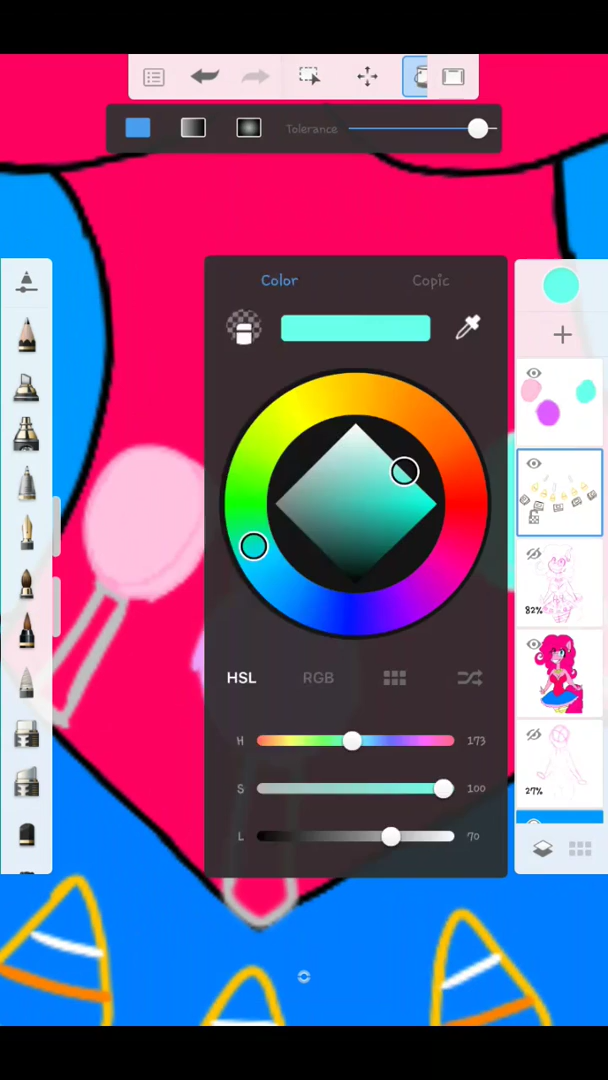 Tolerance
Color Copic
82%
HSL RGB
H 173
27%
S 100
L 70